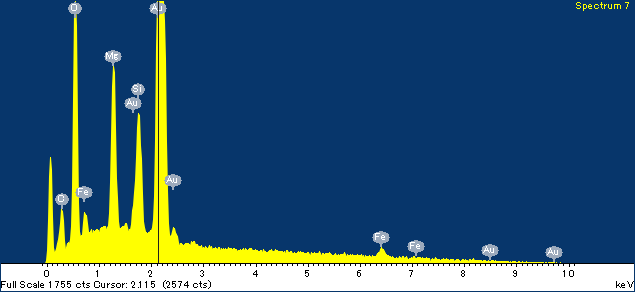 Spectrum 7
O Au
Mg
Si
Au
Au
Fe
O
Fe
Fe
Au
Au
0 1 2 3 4 5 6 7 8 9 10
Full Scale 1755 cts Cursor: 2.115 (2574 cts) keV